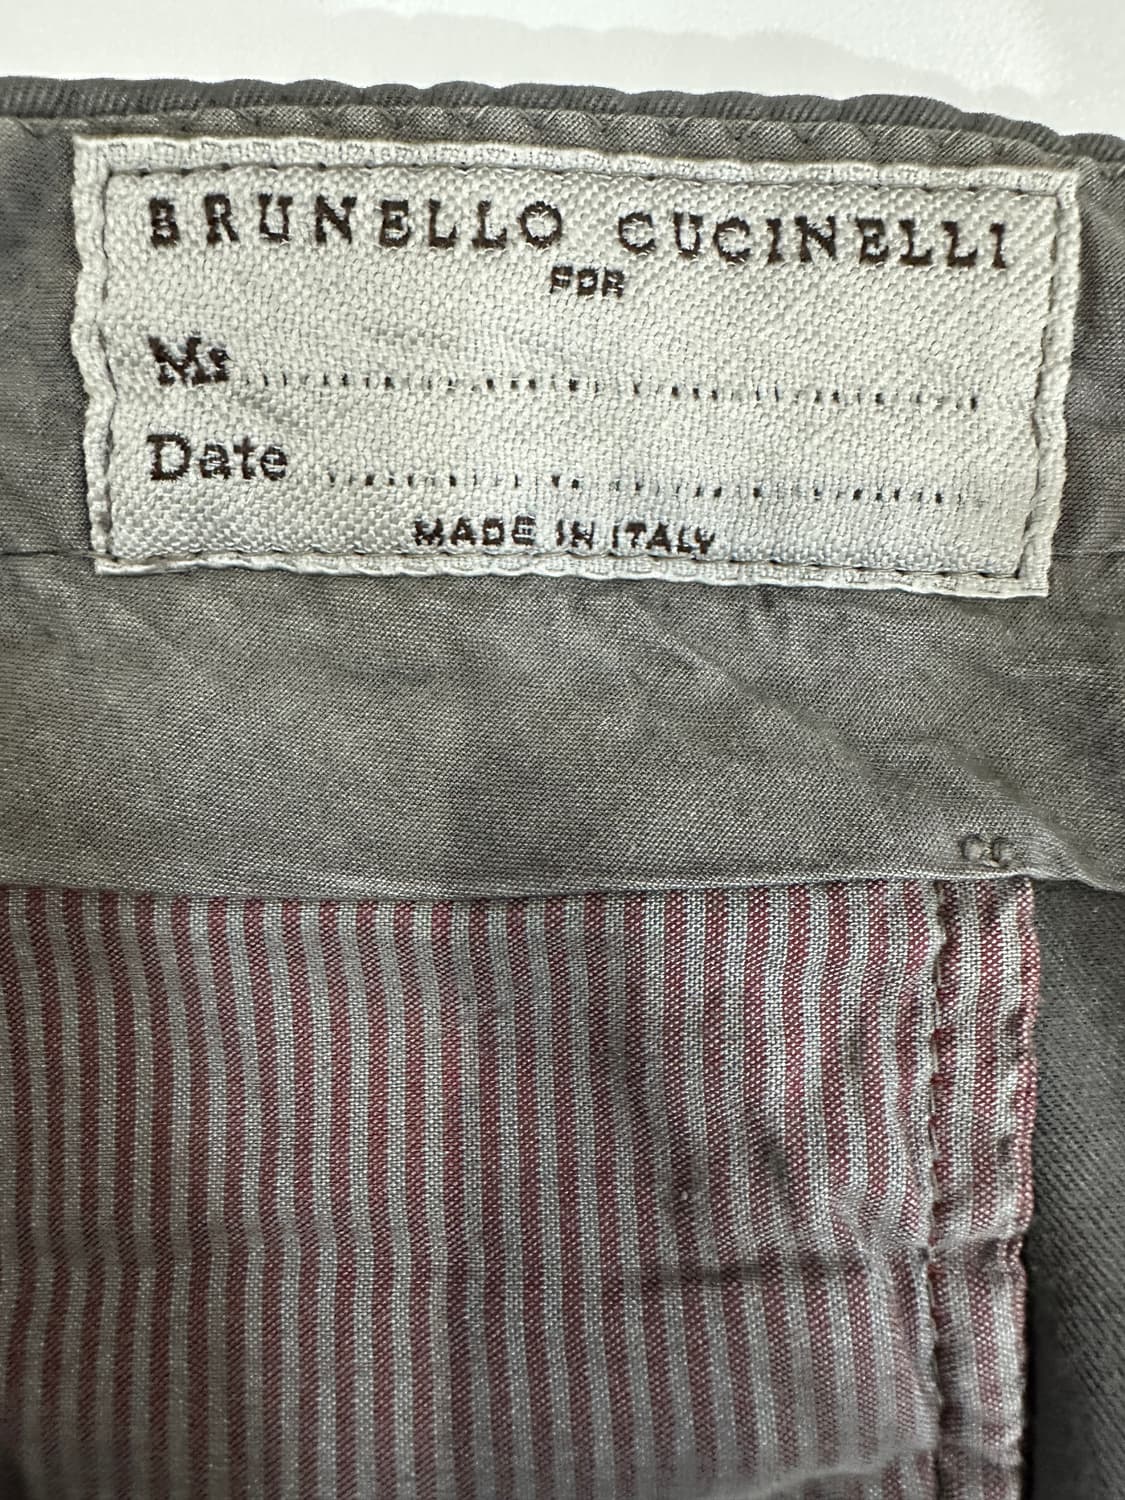 BRUNELLO CUCINELLI
FOR
Mr
Date
MADE IN ITALY